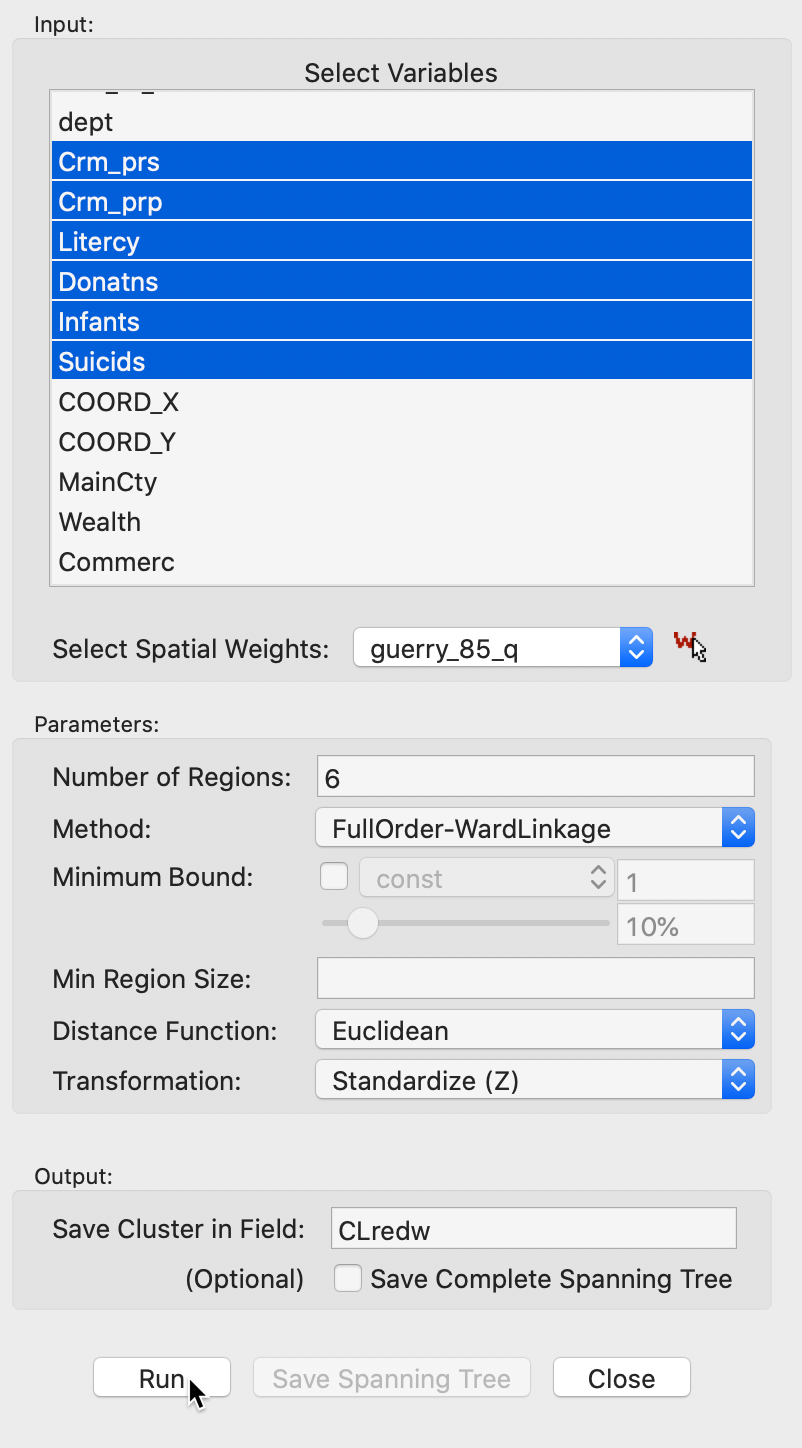 Input:
Select Variables
dept
Crm_prs
Crm_prp
Litercy
Donatns
Infants
Suicids
COORD_X
COORD_Y
MainCty
Wealth
Commerc
Select Spatial Weights: guerry_85_q W
Parameters:
Number of Regions: 6
Method: FullOrder-WardLinkage
Minimum Bound: const 1
10%
Min Region Size:
Distance Function: Euclidean
Transformation: Standardize (Z)
Output:
Save Cluster in Field: CLredw
(Optional) Save Complete Spanning Tree
Run Save Spanning Tree Close